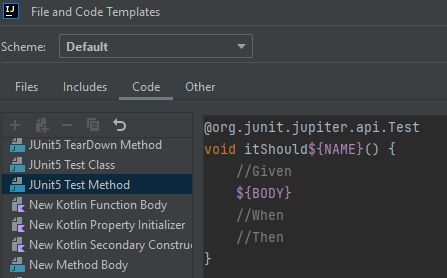 IJ
File and Code Templates
Scheme: Default
Files Includes Code Other
JUnit5 TearDown Method
JUnit5 Test Class
JUnit5 Test Method
New Kotlin Function Body
New Kotlin Property Initializer
New Kotlin Secondary Constru
New Method Body
@org.junit.jupiter.api.Test
void itShould${NAME}() {
//Given
${BODY}
//When
//Then
}